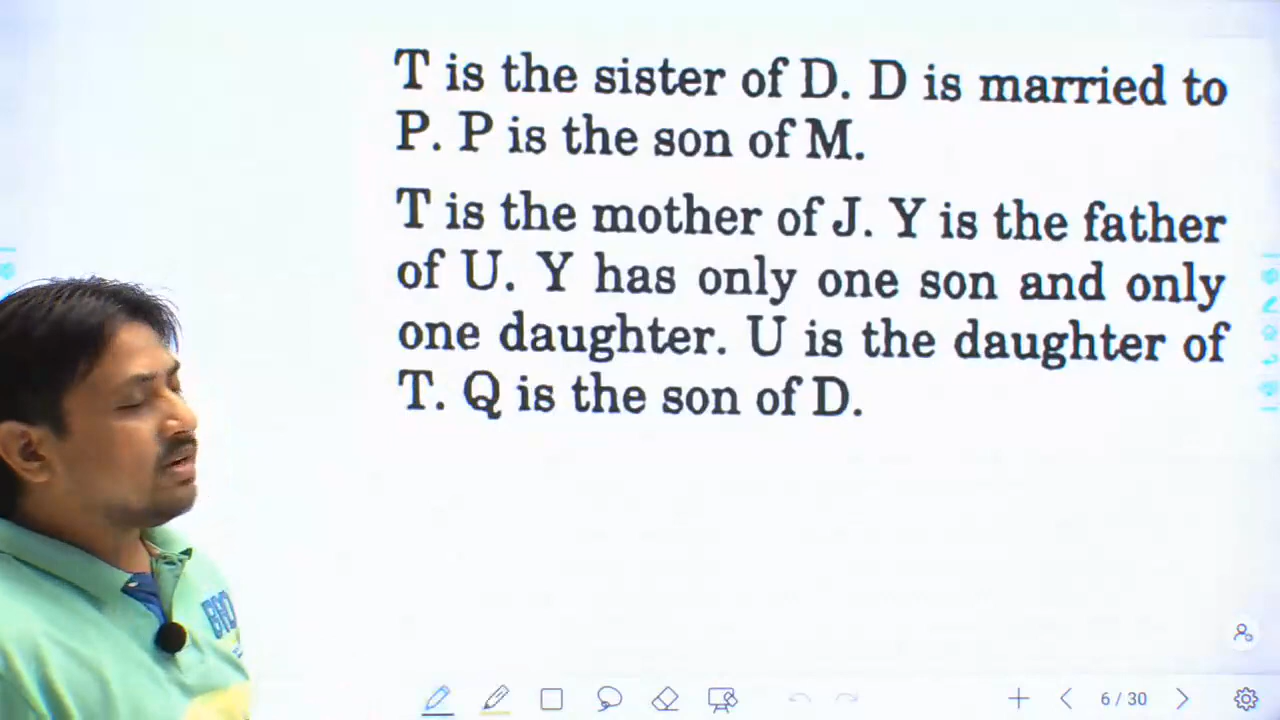 T is the sister of D. D is married to
P. P is the son of M.
T is the mother of J. Y is the father
of U. Y has only one son and only
one daughter. U is the daughter of
T. Q is the son of D.
6 / 30